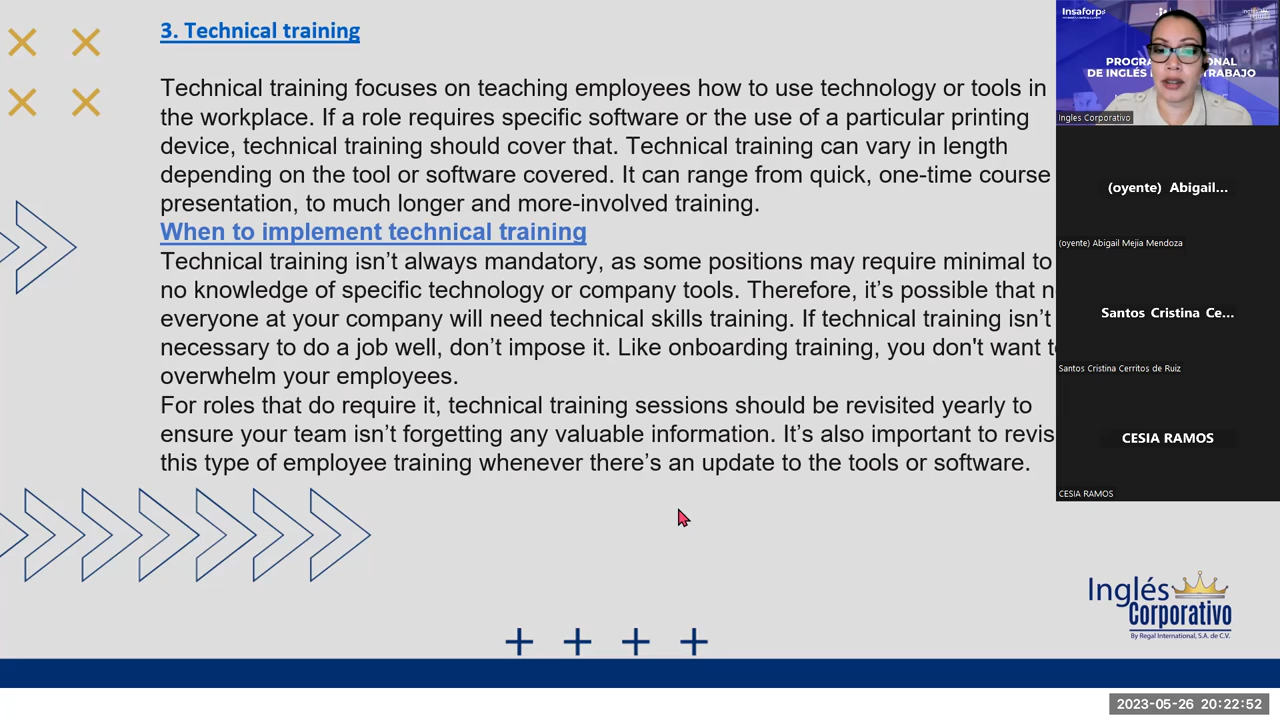 3. Technical training
Technical training focuses on teaching employees how to use technology or tools in
the workplace. If a role requires specific software or the use of a particular printing
device, technical training should cover that. Technical training can vary in length
depending on the tool or software covered. It can range from quick, one-time course
presentation, to much longer and more-involved training.
When to implement technical training
Technical training isn’t always mandatory, as some positions may require minimal to
no knowledge of specific technology or company tools. Therefore, it’s possible that
everyone at your company will need technical skills training. If technical training isn’t
necessary to do a job well, don’t impose it. Like onboarding training, you don't want
overwhelm your employees.
For roles that do require it, technical training sessions should be revisited yearly to
ensure your team isn’t forgetting any valuable information. It’s also important to
this type of employee training whenever there’s an update to the tools or software.
Insaforp
Ingles Corporativo
(oyente) Abigail...
(oyente) Abigail Mejia Mendoza
Santos Cristina Ce...
Santos Cristina Cerritos de Ruiz
CESIA RAMOS
CESIA RAMOS
Inglés
Corporativo
By Regal International, S.A. de C.V.
2023-05-26 20:22:52